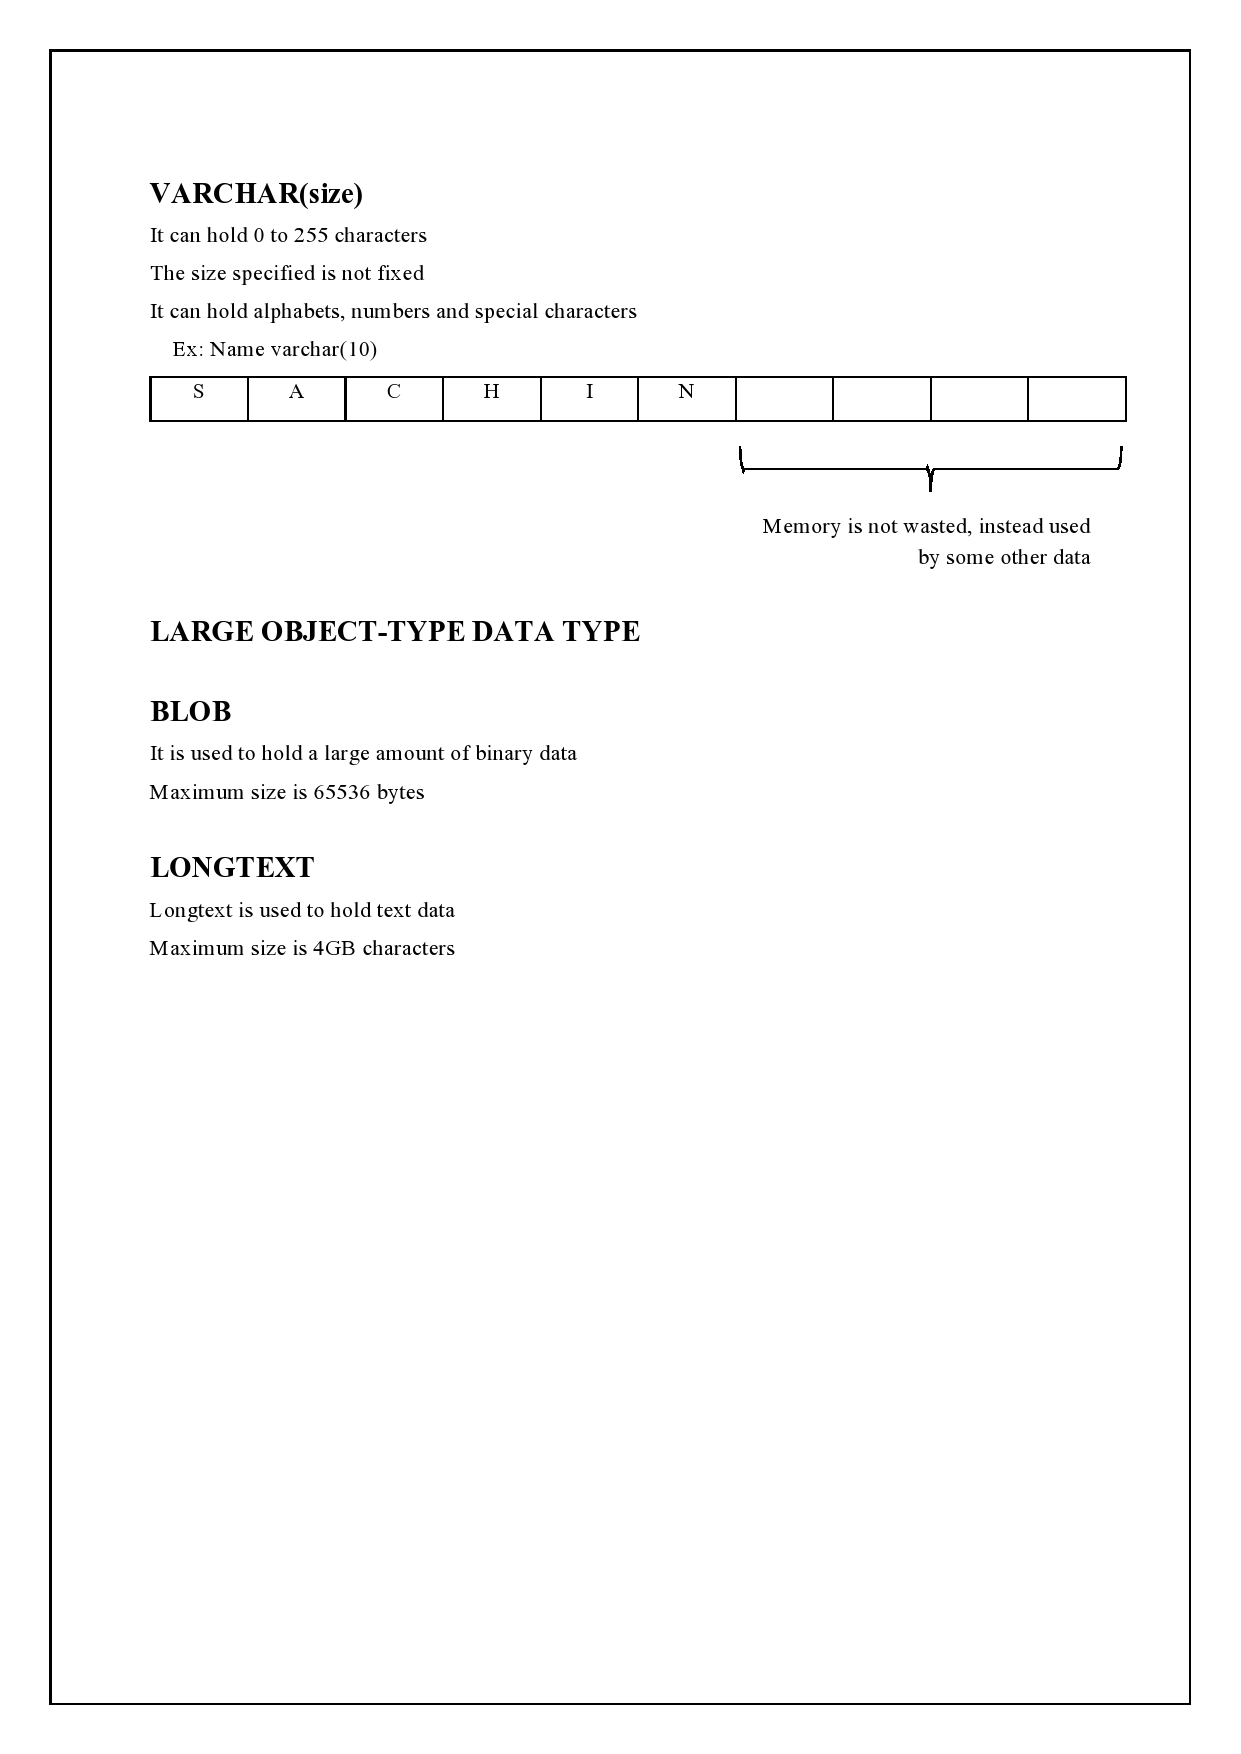 VARCHAR(size)
It can hold 0 to 255 characters
The size specified is not fixed
It can hold alphabets, numbers and special characters
Ex: Name varchar(10)
S A C H I N
Memory is not wasted, instead used
by some other data
LARGE OBJECT-TYPE DATA TYPE
BLOB
It is used to hold a large amount of binary data
Maximum size is 65536 bytes
LONGTEXT
Longtext is used to hold text data
Maximum size is 4GB characters